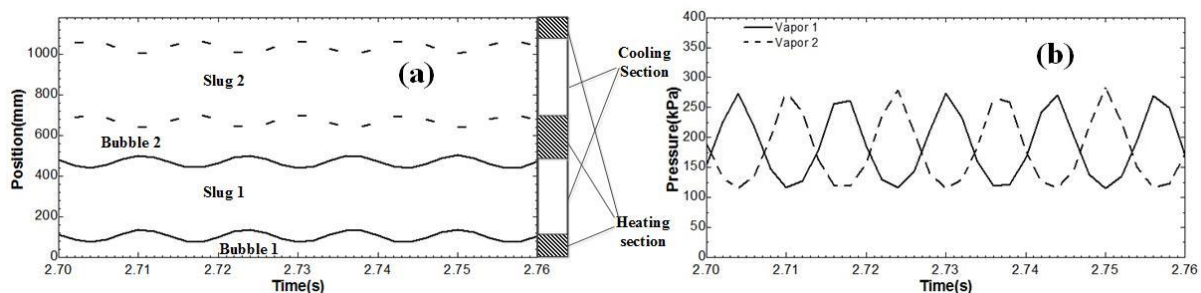 (a)
Position(mm)
1000
800
600
400
200
0
Slug 2
Bubble 2
Slug 1
Bubble 1
2.70
2.71
2.72
2.73
2.74
2.75
2.76
Time(s)
Cooling
Section
Heating
section
(b)
Pressure(kPa)
400
350
300
250
200
150
100
50
0
Vapor 1
Vapor 2
2.70
2.71
2.72
2.73
2.74
2.75
2.76
Time(s)